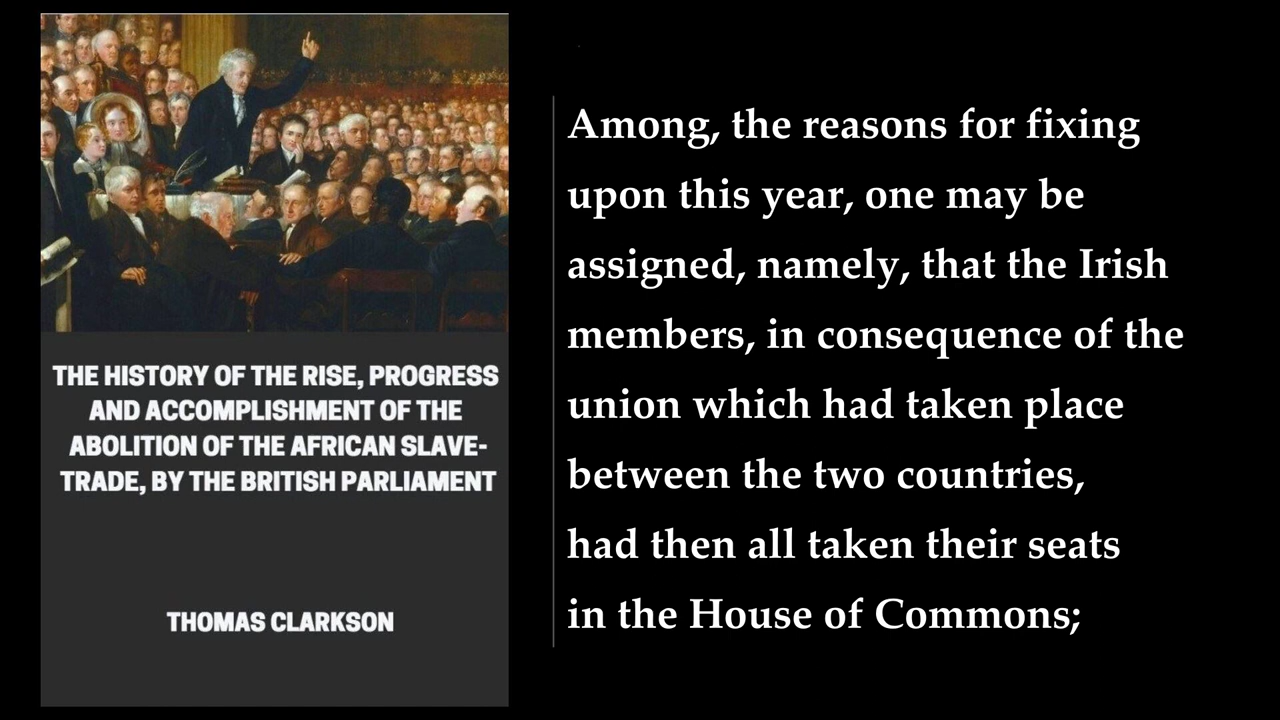 THE HISTORY OF THE RISE, PROGRESS
AND ACCOMPLISHMENT OF THE
ABOLITION OF THE AFRICAN SLAVE-
TRADE, BY THE BRITISH PARLIAMENT
THOMAS CLARKSON
Among, the reasons for fixing
upon this year, one may be
assigned, namely, that the Irish
members, in consequence of the
union which had taken place
between the two countries,
had then all taken their seats
in the House of Commons;